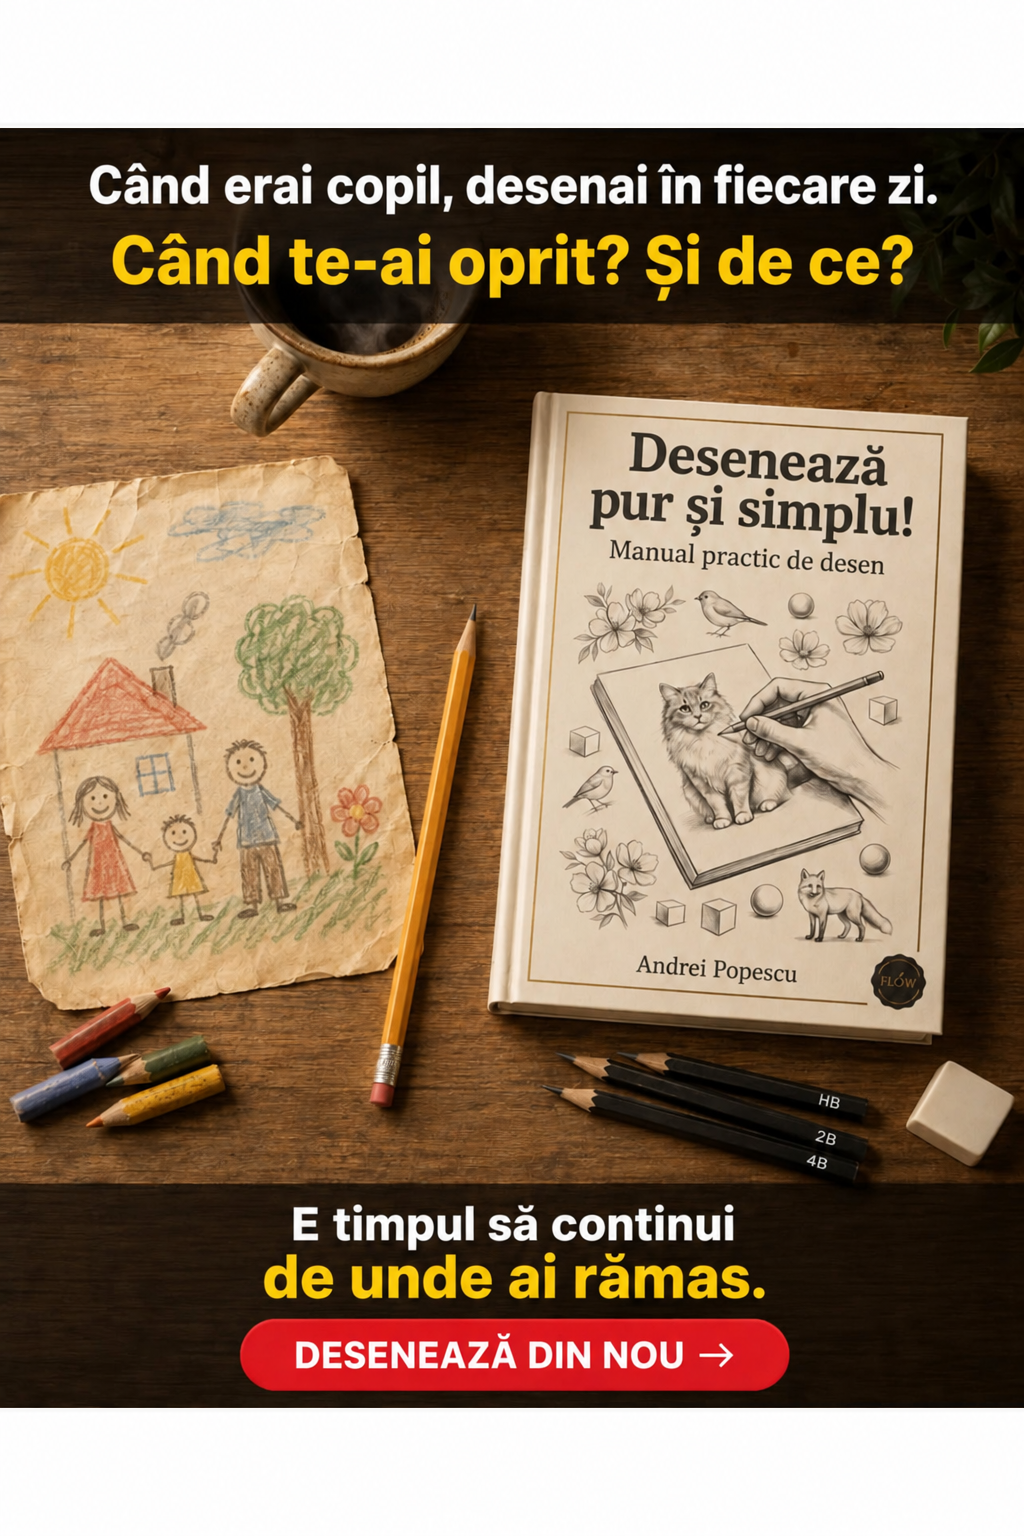 Când erai copil, desenai în fiecare zi.
Când te-ai oprit? Și de ce?
Desenează
pur și simplu!
Manual practic de desen
Andrei Popescu
FLOW
HB
2B
4B
E timpul să continui
de unde ai rămas.
DESENEAZĂ DIN NOU →